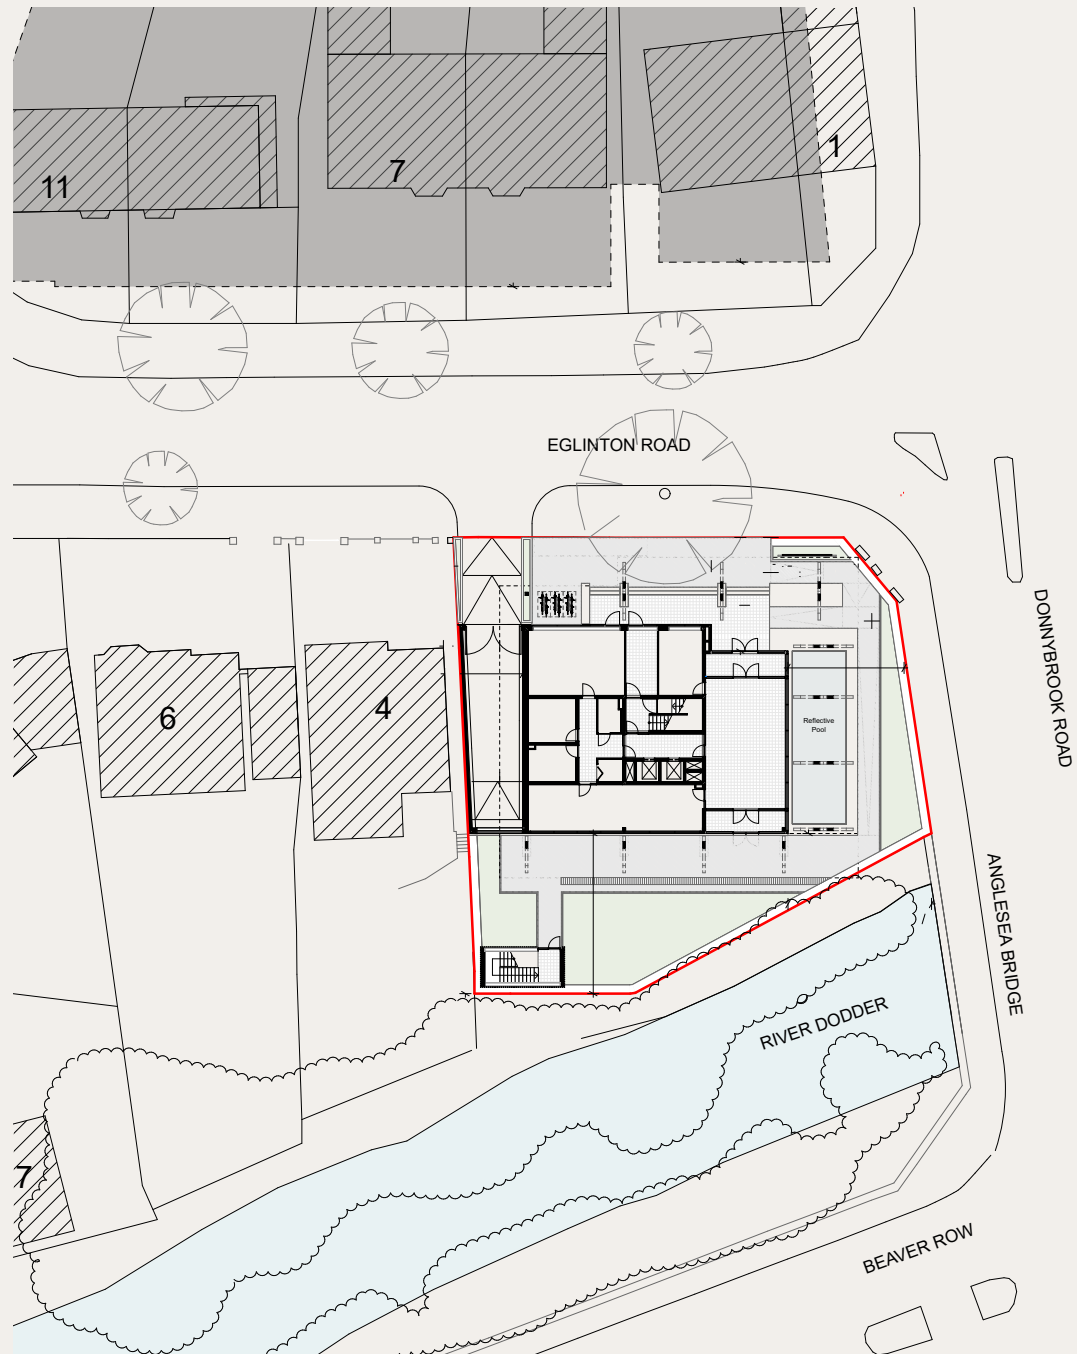 1
7
11
EGLINTON ROAD
DONNYBROOK ROAD
6
4
Reflective
Pool
ANGLESEA BRIDGE
RIVER DODDER
7
BEAVER ROW